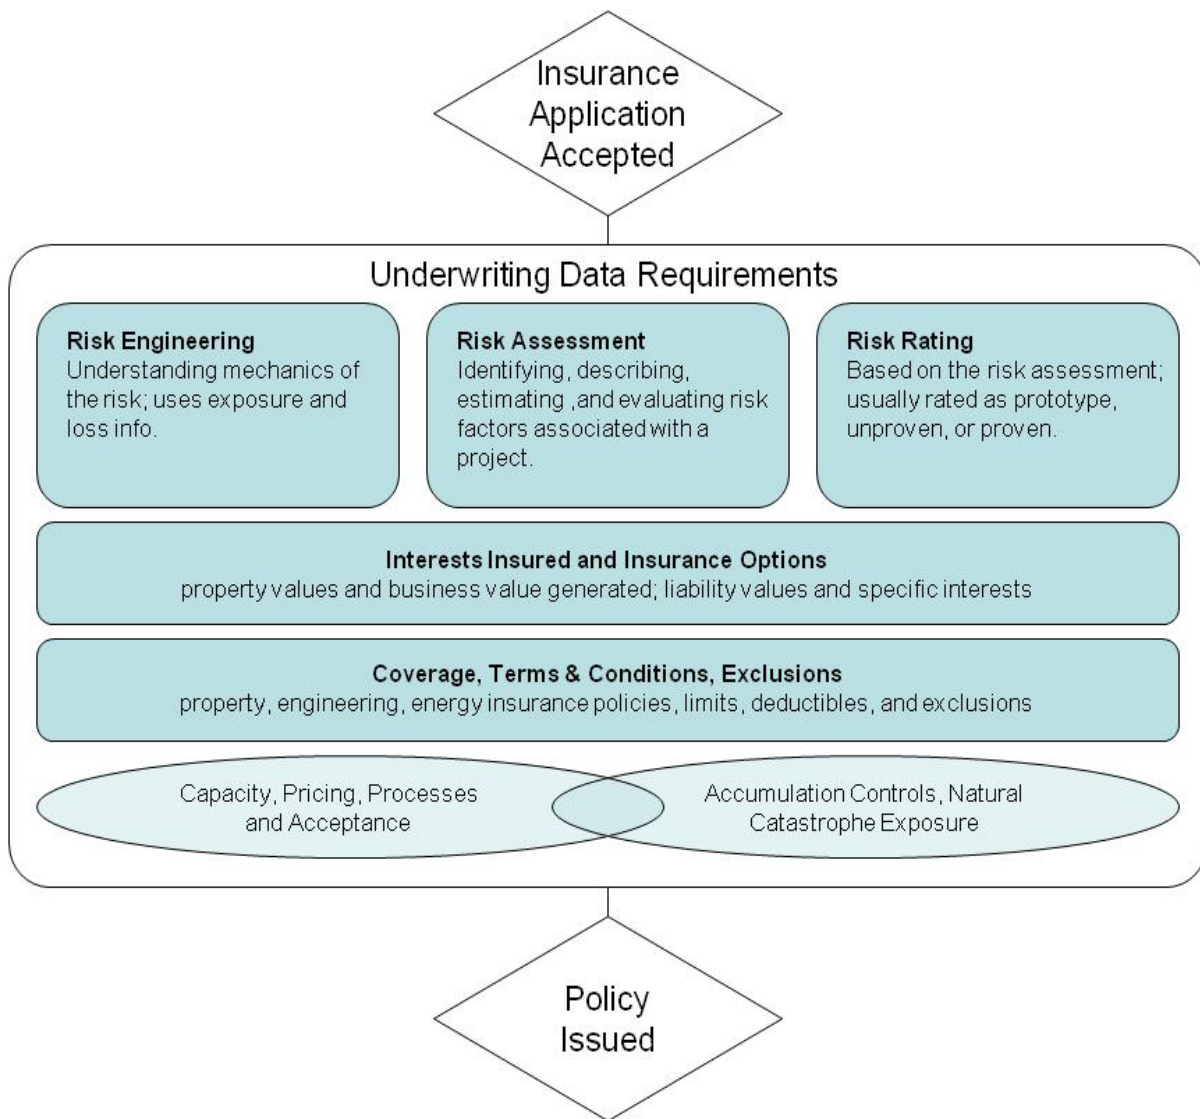 Insurance
Application
Accepted
Underwriting Data Requirements
Risk Engineering
Understanding mechanics of
the risk; uses exposure and
loss info.
Risk Assessment
Identifying, describing,
estimating ,and evaluating risk
factors associated with a
project.
Risk Rating
Based on the risk assessment;
usually rated as prototype,
unproven, or proven.
Interests Insured and Insurance Options
property values and business value generated; liability values and specific interests
Coverage, Terms & Conditions, Exclusions
property, engineering, energy insurance policies, limits, deductibles, and exclusions
Capacity, Pricing, Processes
and Acceptance
Accumulation Controls, Natural
Catastrophe Exposure
Policy
Issued